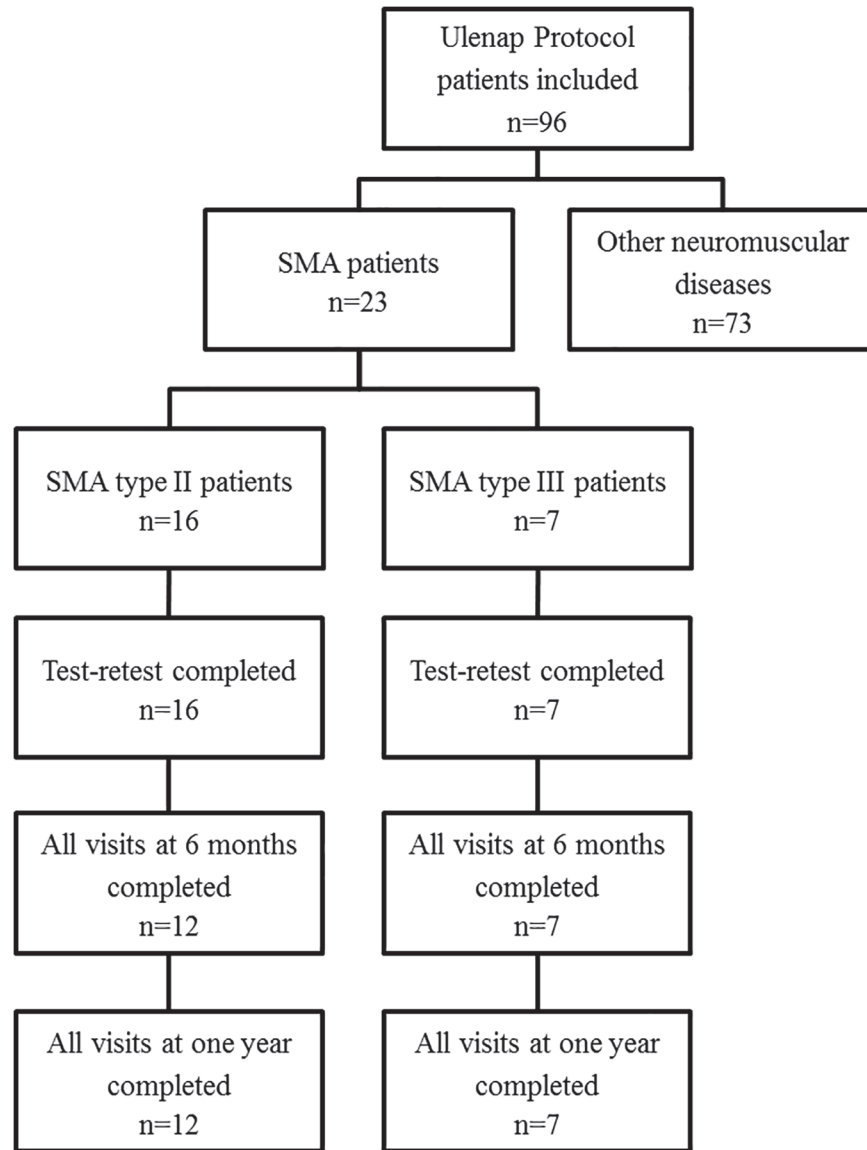 Ulenap Protocol
patients included
n=96
SMA patients
n=23
Other neuromuscular
diseases
n=73
SMA type II patients
n=16
SMA type III patients
n=7
Test-retest completed
n=16
Test-retest completed
n=7
All visits at 6 months
completed
n=12
All visits at 6 months
completed
n=7
All visits at one year
completed
n=12
All visits at one year
completed
n=7